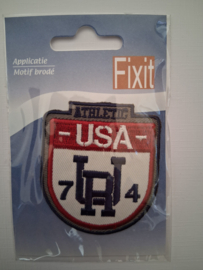 Applicatie
Motif brodé
Fixit
ATHLETIC
- USA -
7 4